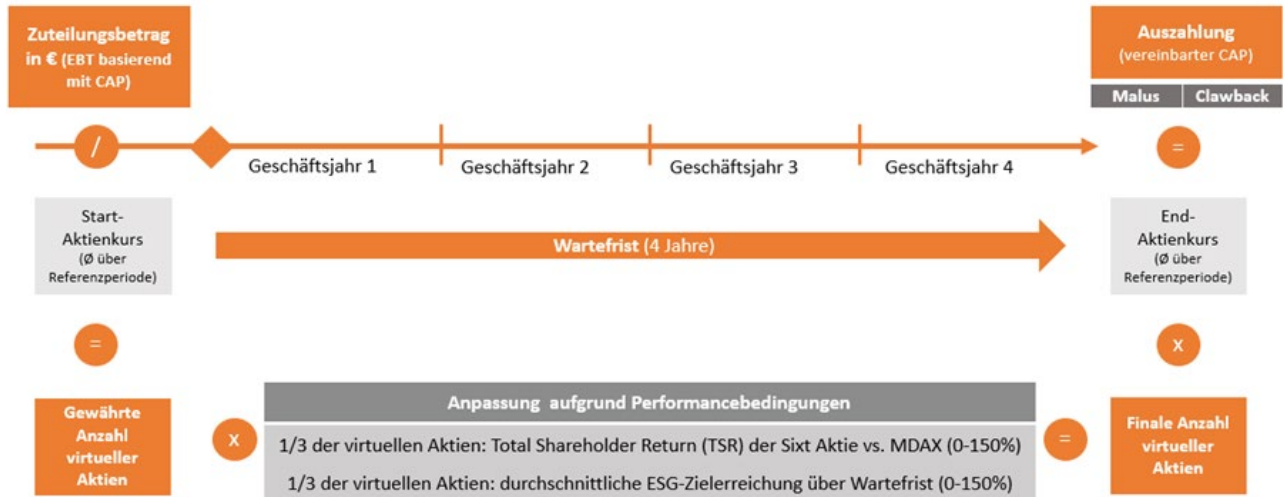 Zuteilungsbetrag
in € (EBT basierend
mit CAP)
Auszahlung
(vereinbarter CAP)
Malus
Clawback
/
Geschäftsjahr 1
Geschäftsjahr 2
Geschäftsjahr 3
Geschäftsjahr 4
=
Start-
Aktienkurs
(Ø über
Referenzperiode)
Wartefrist (4 Jahre)
End-
Aktienkurs
(Ø über
Referenzperiode)
=
x
Gewährte
Anzahl
virtueller
Aktien
x
Anpassung aufgrund Performancebedingungen
1/3 der virtuellen Aktien: Total Shareholder Return (TSR) der Sixt Aktie vs. MDAX (0-150%)
1/3 der virtuellen Aktien: durchschnittliche ESG-Zielerreichung über Wartefrist (0-150%)
=
Finale Anzahl
virtueller
Aktien